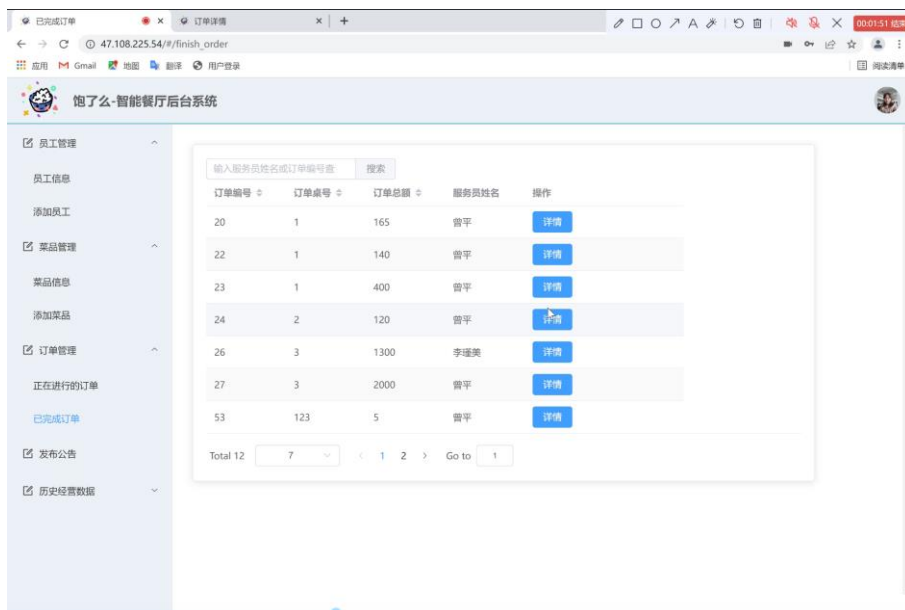 已完成订单
订单详情
00:01:51 结束
47.108.225.54/#/finish_order
应用 Gmail 地图 翻译 用户登录 阅读清单
饱了么-智能餐厅后台系统
员工管理
员工信息
添加员工
菜品管理
菜品信息
添加菜品
订单管理
正在进行的订单
已完成订单
发布公告
历史经营数据
输入服务员姓名或订单编号查 搜索
订单编号 订单桌号 订单总额 服务员姓名 操作
20 1 165 曾平 详情
22 1 140 曾平 详情
23 1 400 曾平 详情
24 2 120 曾平 详情
26 3 1300 李瑾美 详情
27 3 2000 曾平 详情
53 123 5 曾平 详情
Total 12 7 1 2 Go to 1